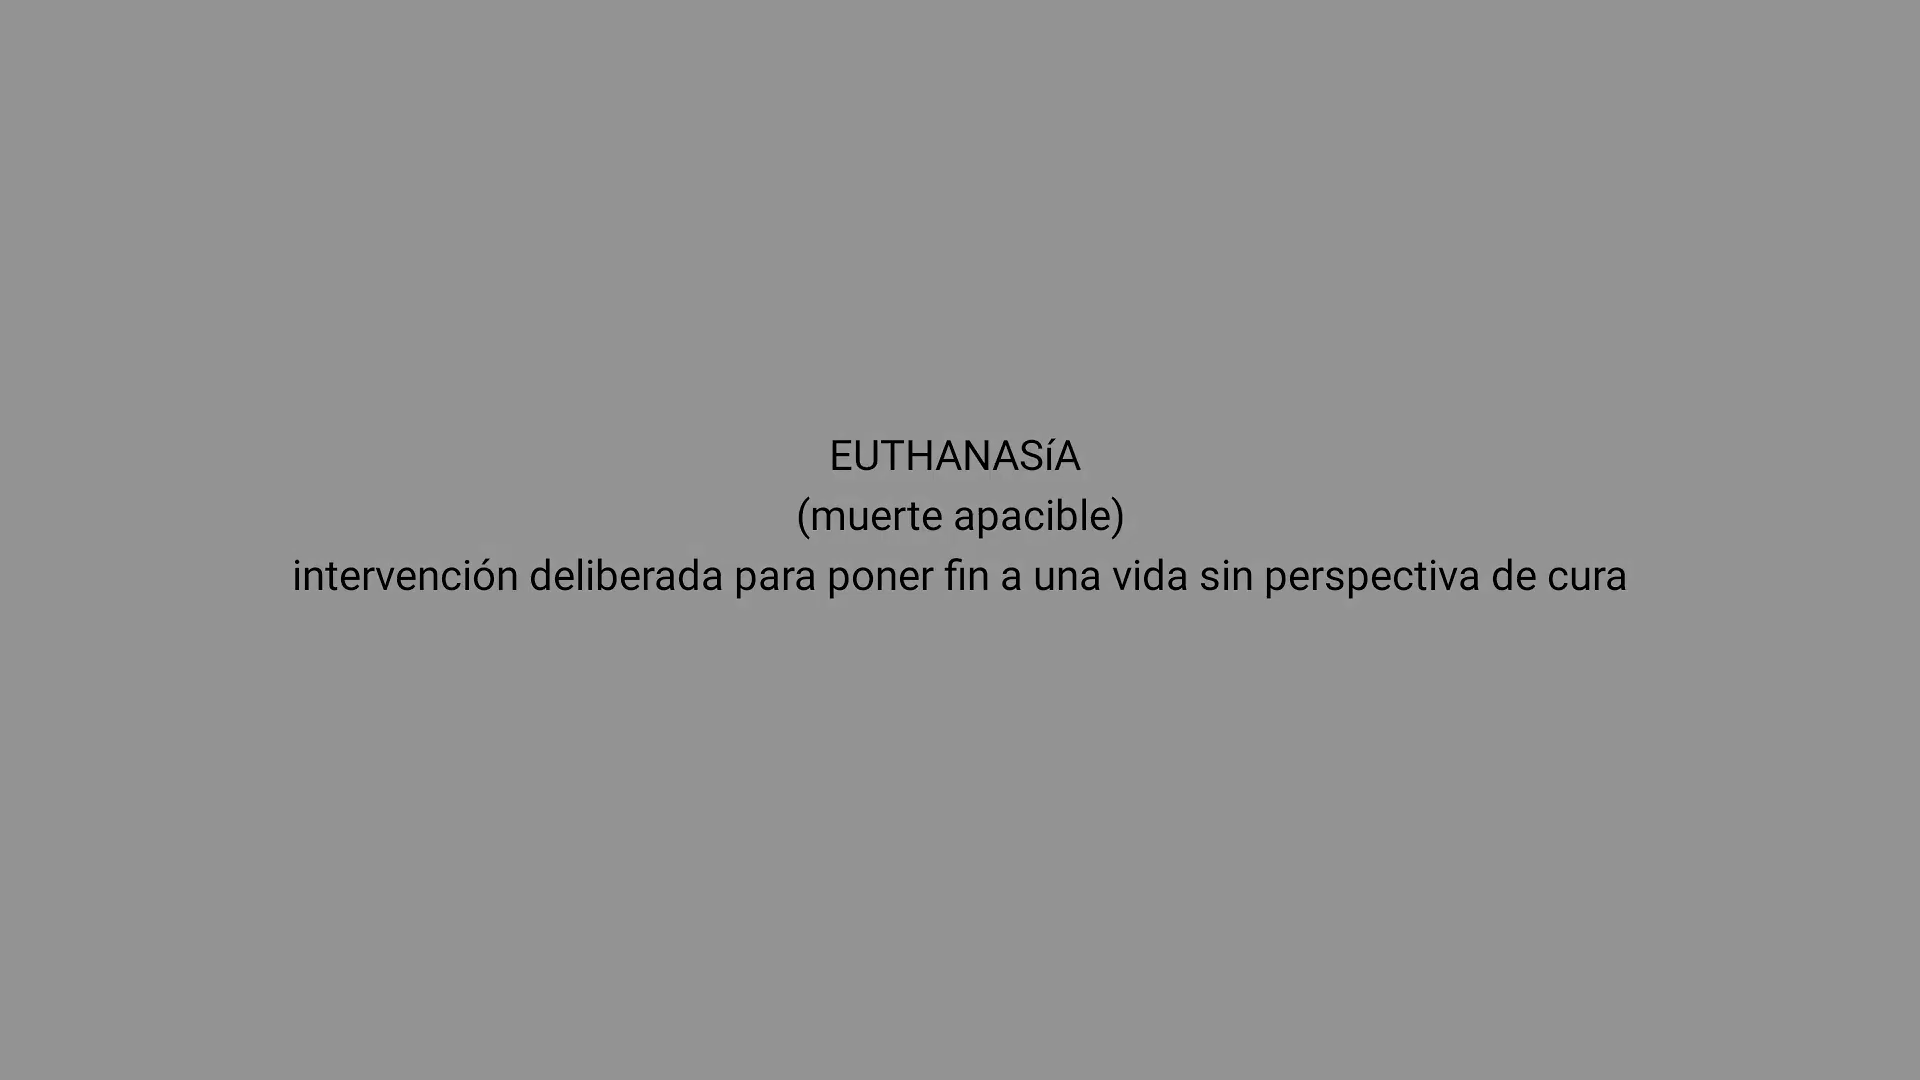 EUTHANASíA
(muerte apacible)
intervención deliberada para poner fin a una vida sin perspectiva de cura